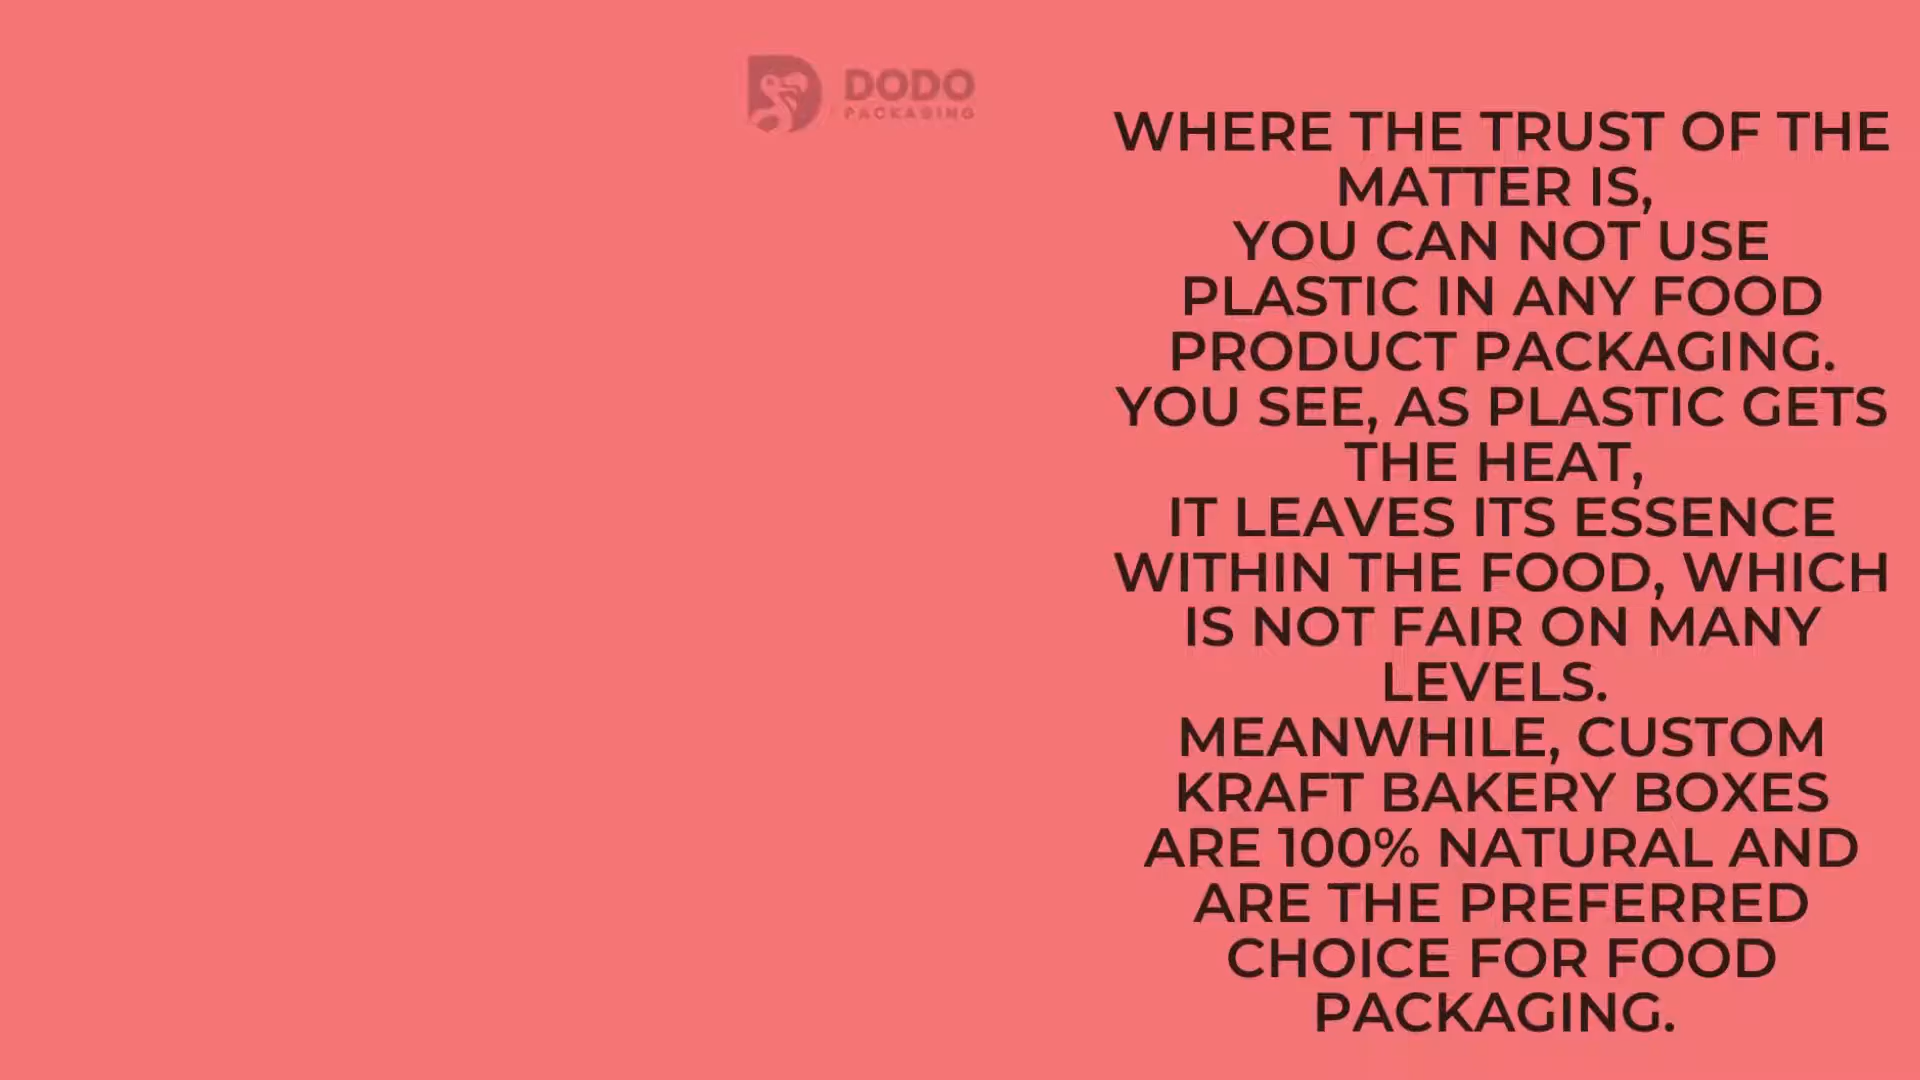 DODO
PACKAGING
WHERE THE TRUST OF THE
MATTER IS,
YOU CAN NOT USE
PLASTIC IN ANY FOOD
PRODUCT PACKAGING.
YOU SEE, AS PLASTIC GETS
THE HEAT,
IT LEAVES ITS ESSENCE
WITHIN THE FOOD, WHICH
IS NOT FAIR ON MANY
LEVELS.
MEANWHILE, CUSTOM
KRAFT BAKERY BOXES
ARE 100% NATURAL AND
ARE THE PREFERRED
CHOICE FOR FOOD
PACKAGING.